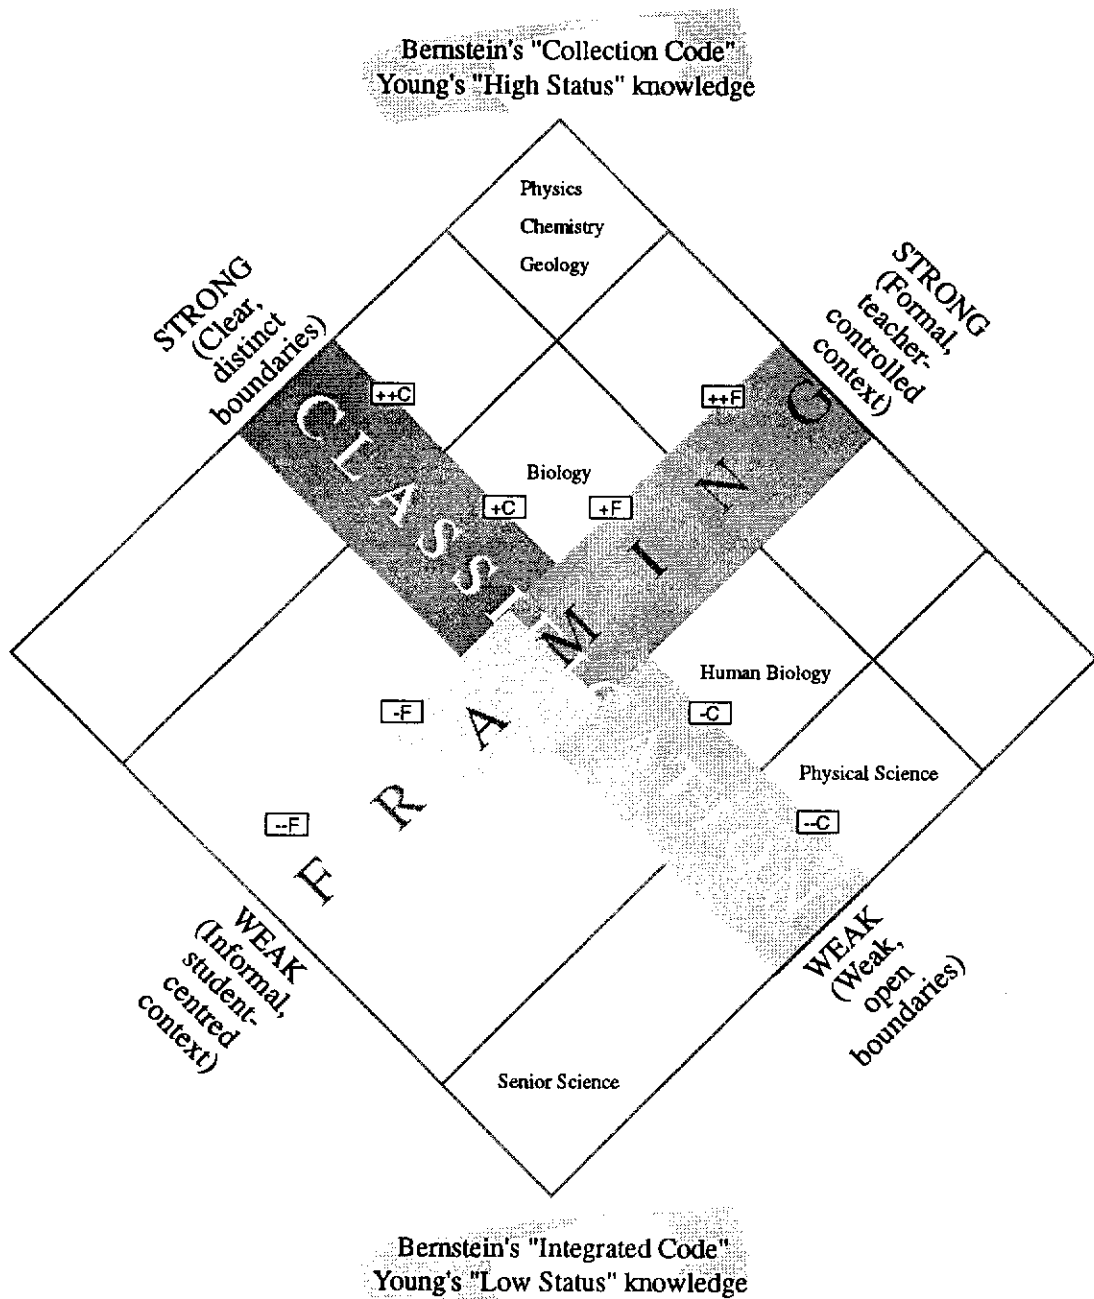 Bernstein's "Collection Code"
Young's "High Status" knowledge
Physics
Chemistry
Geology
STRONG
(Clear,
distinct
boundaries)
STRONG
(Formal,
teacher-
controlled
context)
++C
++F
Biology
+C
+F
CLASSIFICATION
FRAMING
Human Biology
-F
-C
Physical Science
--F
--C
WEAK
(Informal,
student-
centred
context)
WEAK
(Weak,
open
boundaries)
Senior Science
Bernstein's "Integrated Code"
Young's "Low Status" knowledge